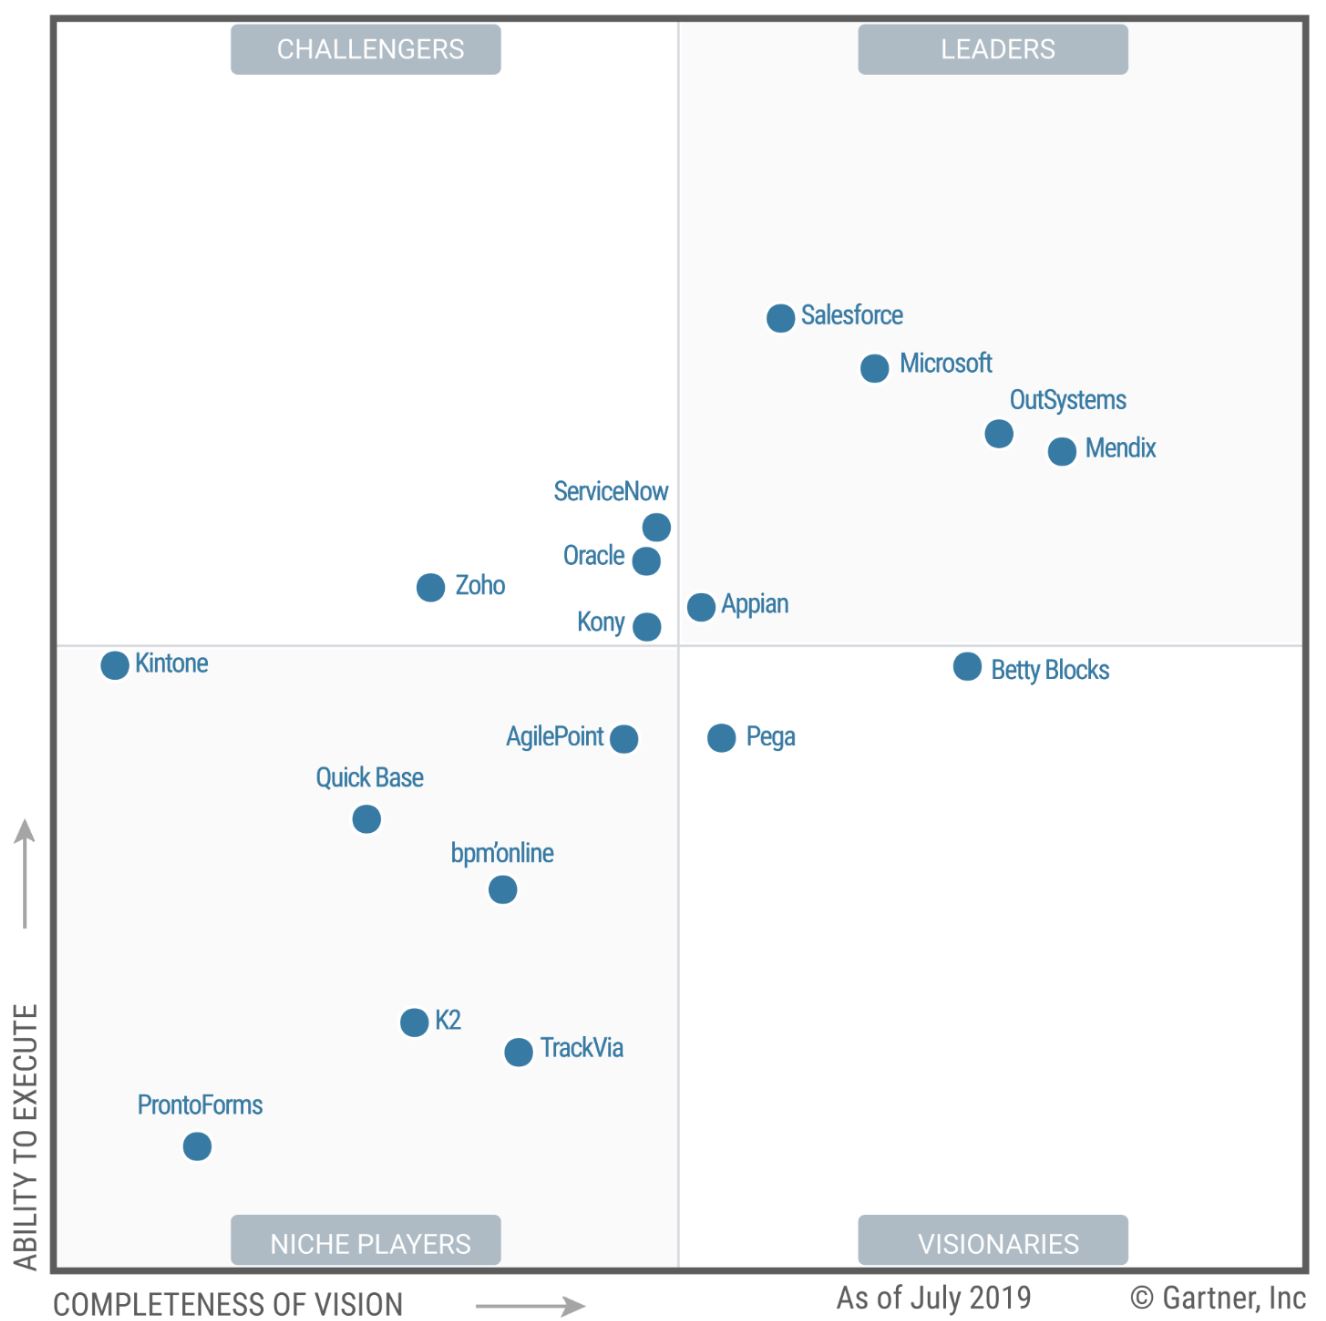 CHALLENGERS
LEADERS
Salesforce
Microsoft
OutSystems
Mendix
ServiceNow
Oracle
Zoho
Appian
Kony
Kintone
Betty Blocks
AgilePoint
Pega
Quick Base
bpm’online
K2
TrackVia
ProntoForms
NICHE PLAYERS
VISIONARIES
ABILITY TO EXECUTE
COMPLETENESS OF VISION
As of July 2019
© Gartner, Inc